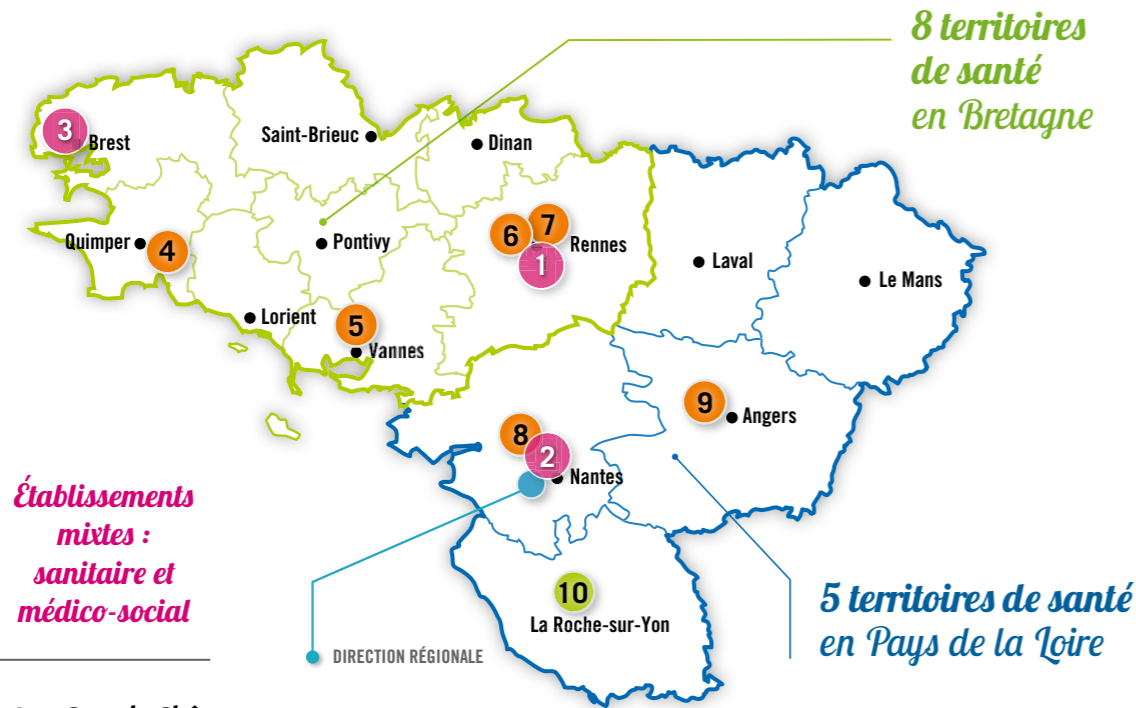 8 territoires
de santé
en Bretagne
3
Brest
Saint-Brieuc
Dinan
Quimper
4
Pontivy
6
7
Rennes
1
Laval
Le Mans
Lorient
5
Vannes
9
Angers
8
2
Nantes
Établissements
mixtes :
sanitaire et
médico-social
10
La Roche-sur-Yon
DIRECTION RÉGIONALE
5 territoires de santé
en Pays de la Loire